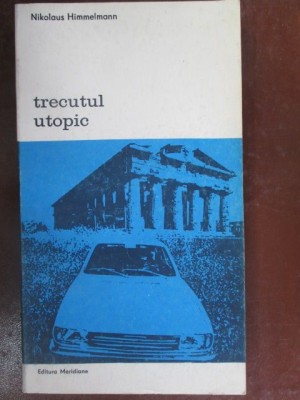 Nikolaus Himmelmann
trecutul
utopic
Editura Meridiane